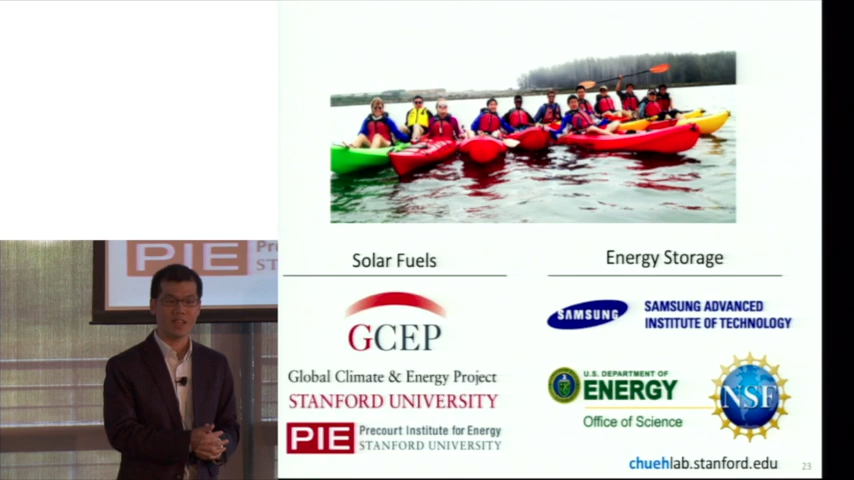 PIE
Solar Fuels
GCEP
Global Climate & Energy Project
STANFORD UNIVERSITY
PIE Precourt Institute for Energy
STANFORD UNIVERSITY
Energy Storage
SAMSUNG
SAMSUNG ADVANCED
INSTITUTE OF TECHNOLOGY
U.S. DEPARTMENT OF
ENERGY
Office of Science
NSF
chuehlab.stanford.edu
23